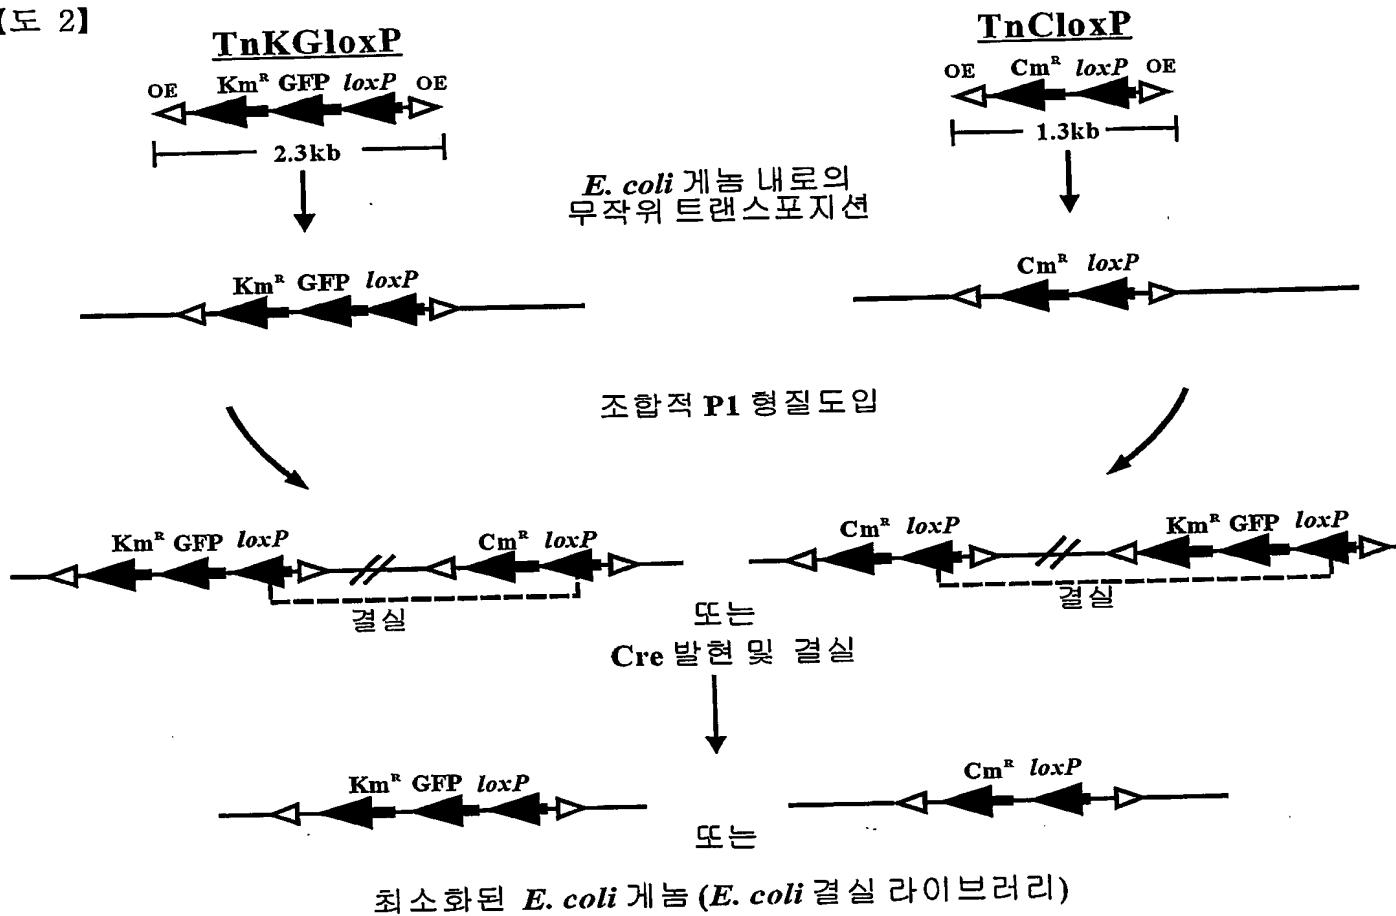 【도 2】
TnKGloxP
TnCloxP
OE Kmᴿ GFP loxP OE
OE Cmᴿ loxP OE
2.3kb
1.3kb
E. coli 게놈 내로의
무작위 트랜스포지션
Kmᴿ GFP loxP
Cmᴿ loxP
조합적 P1 형질도입
Kmᴿ GFP loxP Cmᴿ loxP
Cmᴿ loxP Kmᴿ GFP loxP
결실
결실
또는
Cre 발현 및 결실
Kmᴿ GFP loxP
Cmᴿ loxP
또는
최소화된 E. coli 게놈 (E. coli 결실 라이브러리)